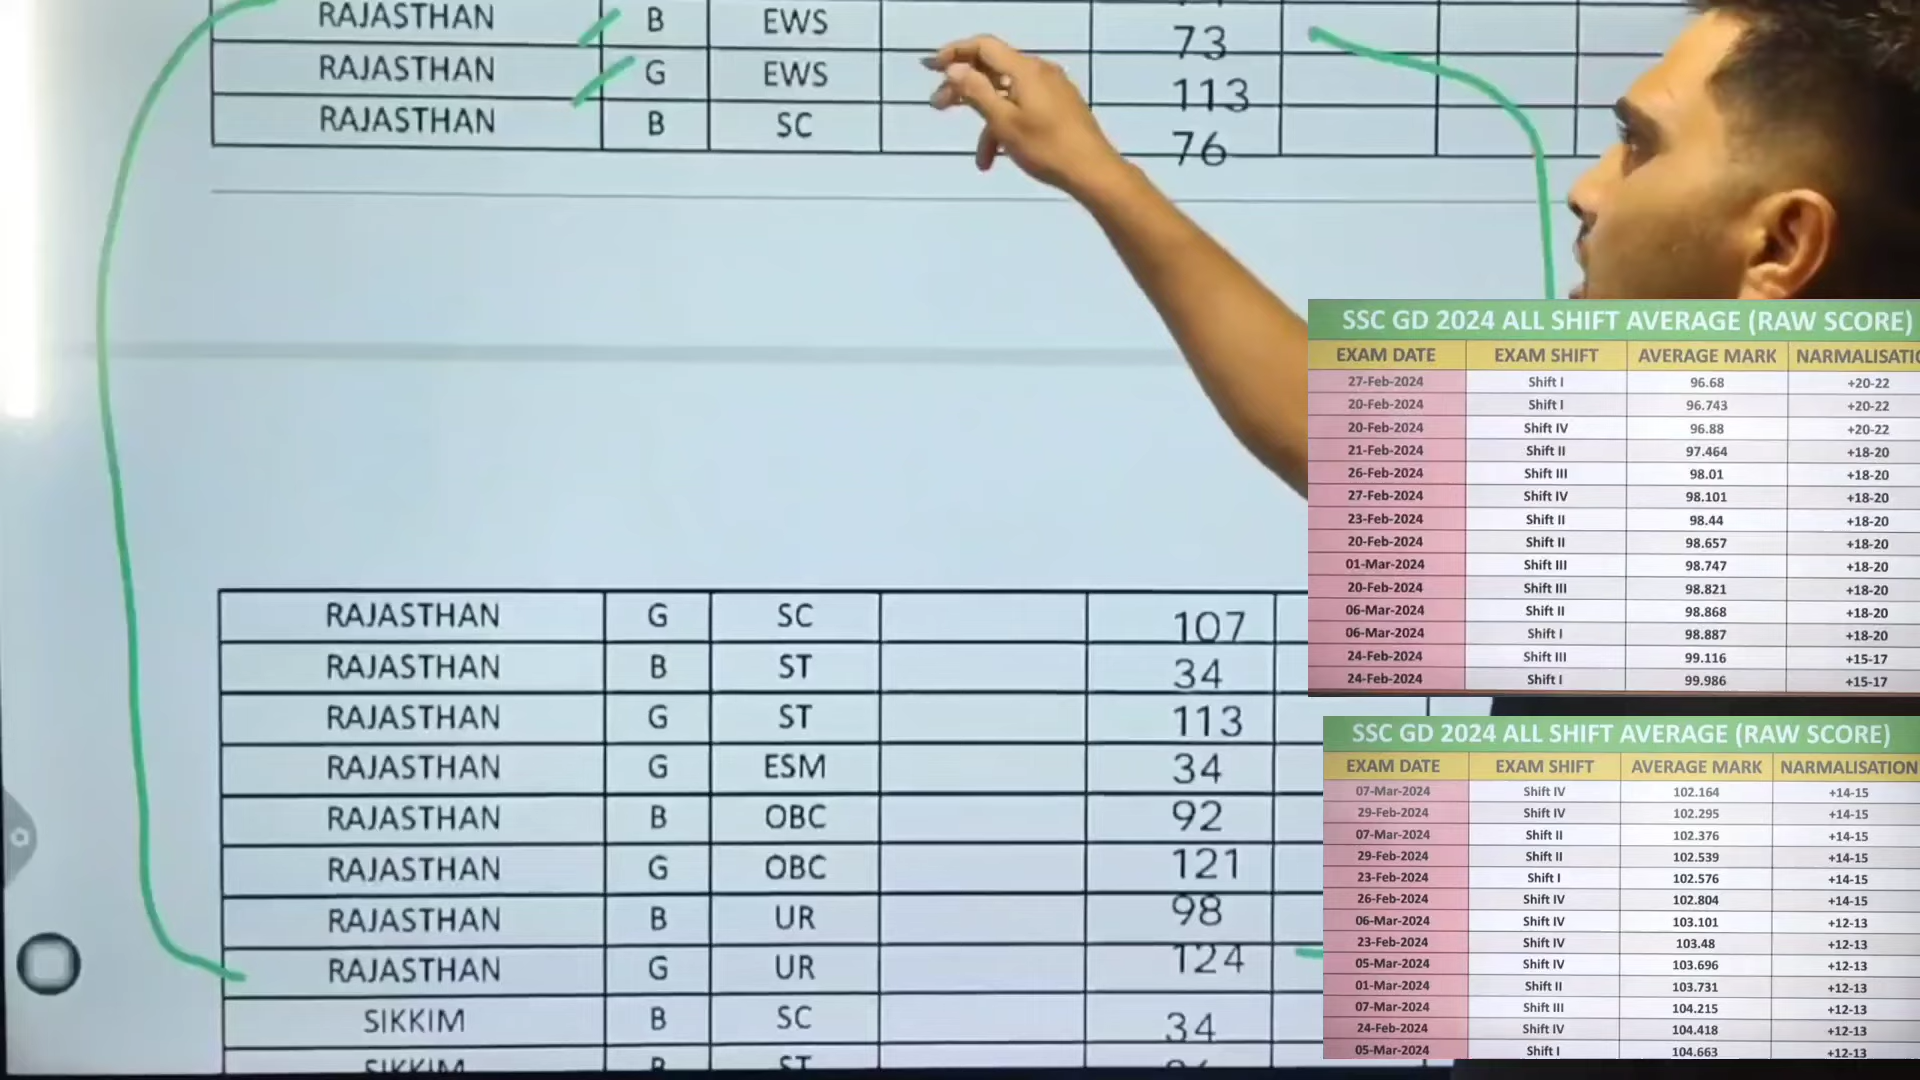 RAJASTHAN B EWS 73
RAJASTHAN G EWS 113
RAJASTHAN B SC 76
RAJASTHAN G SC 107
RAJASTHAN B ST 34
RAJASTHAN G ST 113
RAJASTHAN G ESM 34
RAJASTHAN B OBC 92
RAJASTHAN G OBC 121
RAJASTHAN B UR 98
RAJASTHAN G UR 124
SIKKIM B SC 34
SIKKIM B ST
SSC GD 2024 ALL SHIFT AVERAGE (RAW SCORE)
EXAM DATE EXAM SHIFT AVERAGE MARK NARMALISATIO
27-Feb-2024 Shift I 96.68 +20-22
20-Feb-2024 Shift I 96.743 +20-22
20-Feb-2024 Shift IV 96.88 +20-22
21-Feb-2024 Shift II 97.464 +18-20
26-Feb-2024 Shift III 98.01 +18-20
27-Feb-2024 Shift IV 98.101 +18-20
23-Feb-2024 Shift II 98.44 +18-20
20-Feb-2024 Shift II 98.657 +18-20
01-Mar-2024 Shift III 98.747 +18-20
20-Feb-2024 Shift III 98.821 +18-20
06-Mar-2024 Shift II 98.868 +18-20
06-Mar-2024 Shift I 98.887 +18-20
24-Feb-2024 Shift III 99.116 +15-17
24-Feb-2024 Shift I 99.986 +15-17
SSC GD 2024 ALL SHIFT AVERAGE (RAW SCORE)
EXAM DATE EXAM SHIFT AVERAGE MARK NARMALISATION
07-Mar-2024 Shift IV 102.164 +14-15
29-Feb-2024 Shift IV 102.295 +14-15
07-Mar-2024 Shift II 102.376 +14-15
29-Feb-2024 Shift II 102.539 +14-15
23-Feb-2024 Shift I 102.576 +14-15
26-Feb-2024 Shift IV 102.804 +14-15
06-Mar-2024 Shift IV 103.101 +12-13
23-Feb-2024 Shift IV 103.48 +12-13
05-Mar-2024 Shift IV 103.696 +12-13
01-Mar-2024 Shift II 103.731 +12-13
07-Mar-2024 Shift III 104.215 +12-13
24-Feb-2024 Shift IV 104.418 +12-13
05-Mar-2024 Shift I 104.663 +12-13